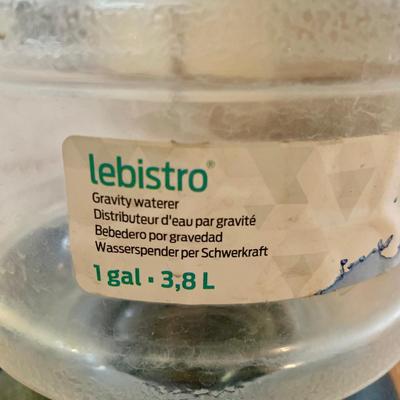 lebistro®
Gravity waterer
Distributeur d'eau par gravité
Bebedero por gravedad
Wasserspender per Schwerkraft
1 gal • 3,8 L